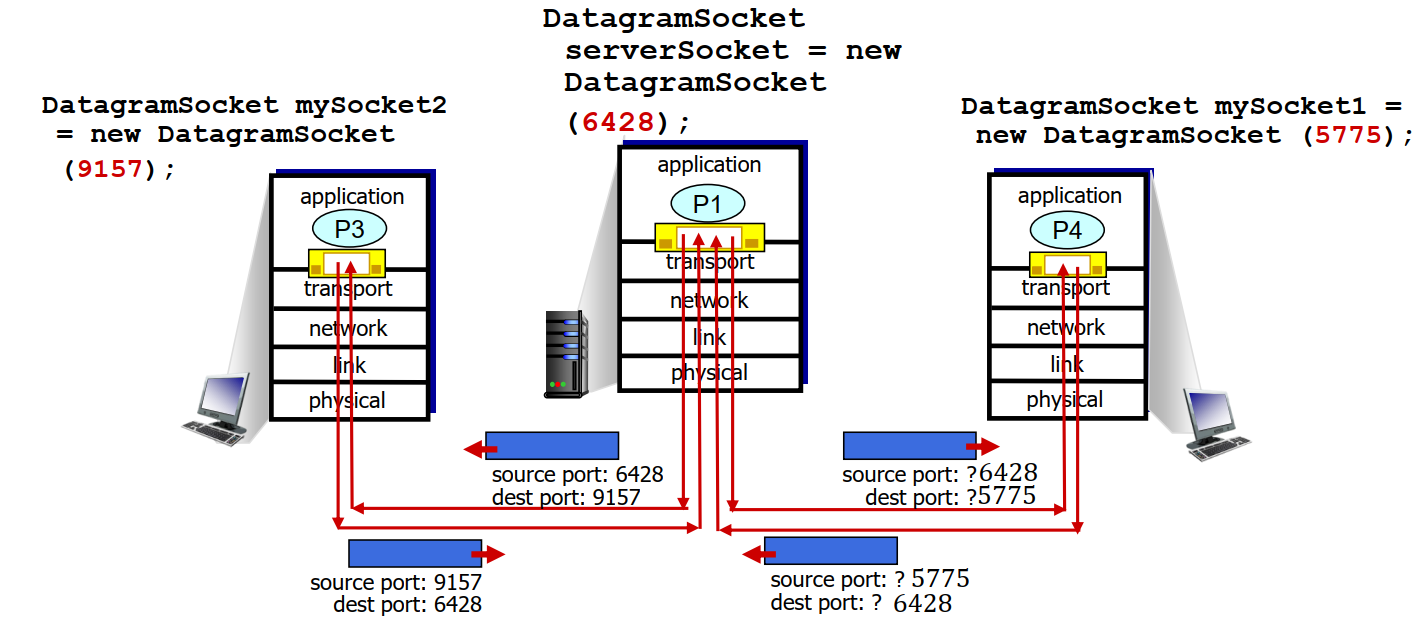 DatagramSocket
serverSocket = new
DatagramSocket
(6428);
DatagramSocket mySocket2
= new DatagramSocket
(9157);
DatagramSocket mySocket1 =
new DatagramSocket (5775);
application
P3
transport
network
link
physical
application
P1
transport
network
link
physical
application
P4
transport
network
link
physical
source port: 6428
dest port: 9157
source port: ?6428
dest port: ?5775
source port: 9157
dest port: 6428
source port: ? 5775
dest port: ? 6428